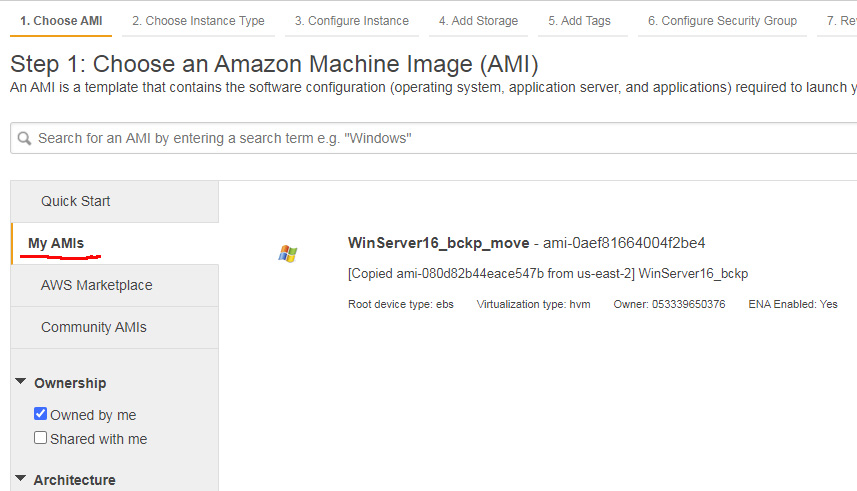 1. Choose AMI 2. Choose Instance Type 3. Configure Instance 4. Add Storage 5. Add Tags 6. Configure Security Group 7.
Step 1: Choose an Amazon Machine Image (AMI)
An AMI is a template that contains the software configuration (operating system, application server, and applications) required to launch
Search for an AMI by entering a search term e.g. "Windows"
Quick Start
My AMIs
AWS Marketplace
Community AMIs
Ownership
Owned by me
Shared with me
Architecture
WinServer16_bckp_move - ami-0aef81664004f2be4
[Copied ami-080d82b44eace547b from us-east-2] WinServer16_bckp
Root device type: ebs Virtualization type: hvm Owner: 053339650376 ENA Enabled: Yes